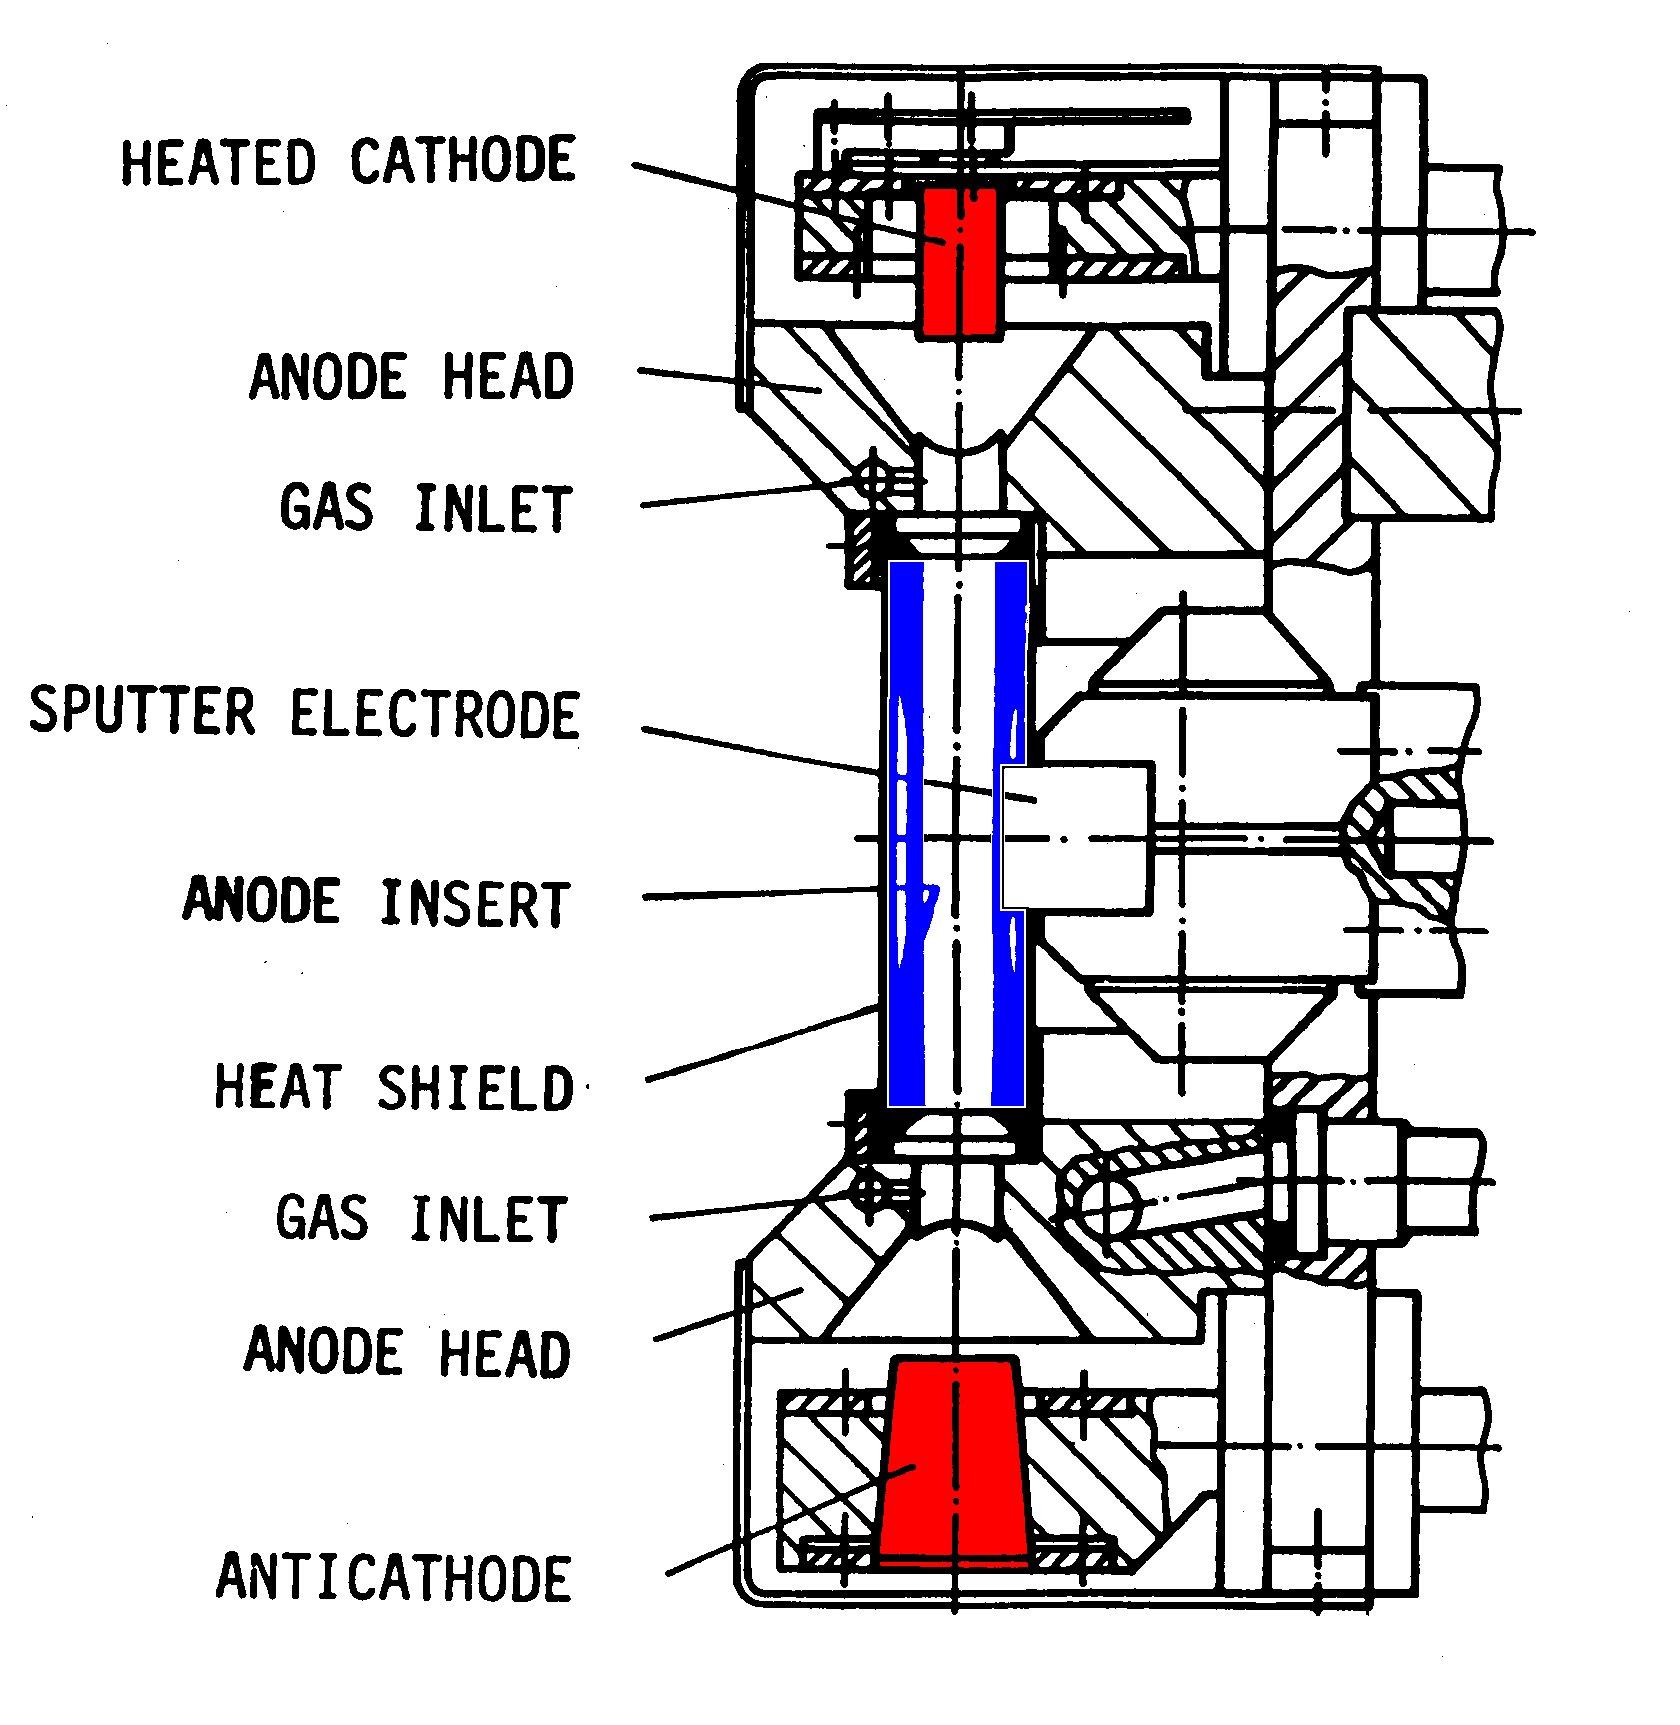 HEATED CATHODE
ANODE HEAD
GAS INLET
SPUTTER ELECTRODE
ANODE INSERT
HEAT SHIELD
GAS INLET
ANODE HEAD
ANTICATHODE